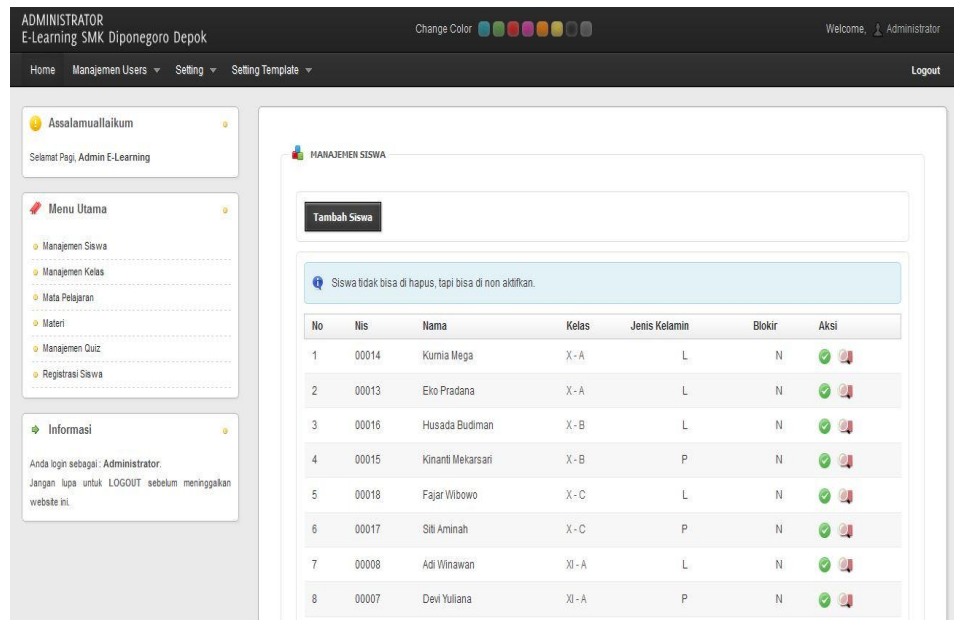 ADMINISTRATOR
E-Learning SMK Diponegoro Depok
Change Color
Welcome, Administrator
Home Manajemen Users Setting Setting Template Logout
Assalamuallaikum
Selamat Pagi, Admin E-Learning
Menu Utama
Manajemen Siswa
Manajemen Kelas
Mata Pelajaran
Materi
Manajemen Quiz
Registrasi Siswa
Informasi
Anda login sebagai : Administrator.
Jangan lupa untuk LOGOUT sebelum meninggalkan
website ini.
MANAJEMEN SISWA
Tambah Siswa
Siswa tidak bisa di hapus, tapi bisa di non aktifkan.
No Nis Nama Kelas Jenis Kelamin Blokir Aksi
1 00014 Kurnia Mega X - A L N
2 00013 Eko Pradana X - A L N
3 00016 Husada Budiman X - B L N
4 00015 Kinanti Mekarsari X - B P N
5 00018 Fajar Wibowo X - C L N
6 00017 Siti Aminah X - C P N
7 00008 Adi Winawan XI - A L N
8 00007 Devi Yuliana XI - A P N